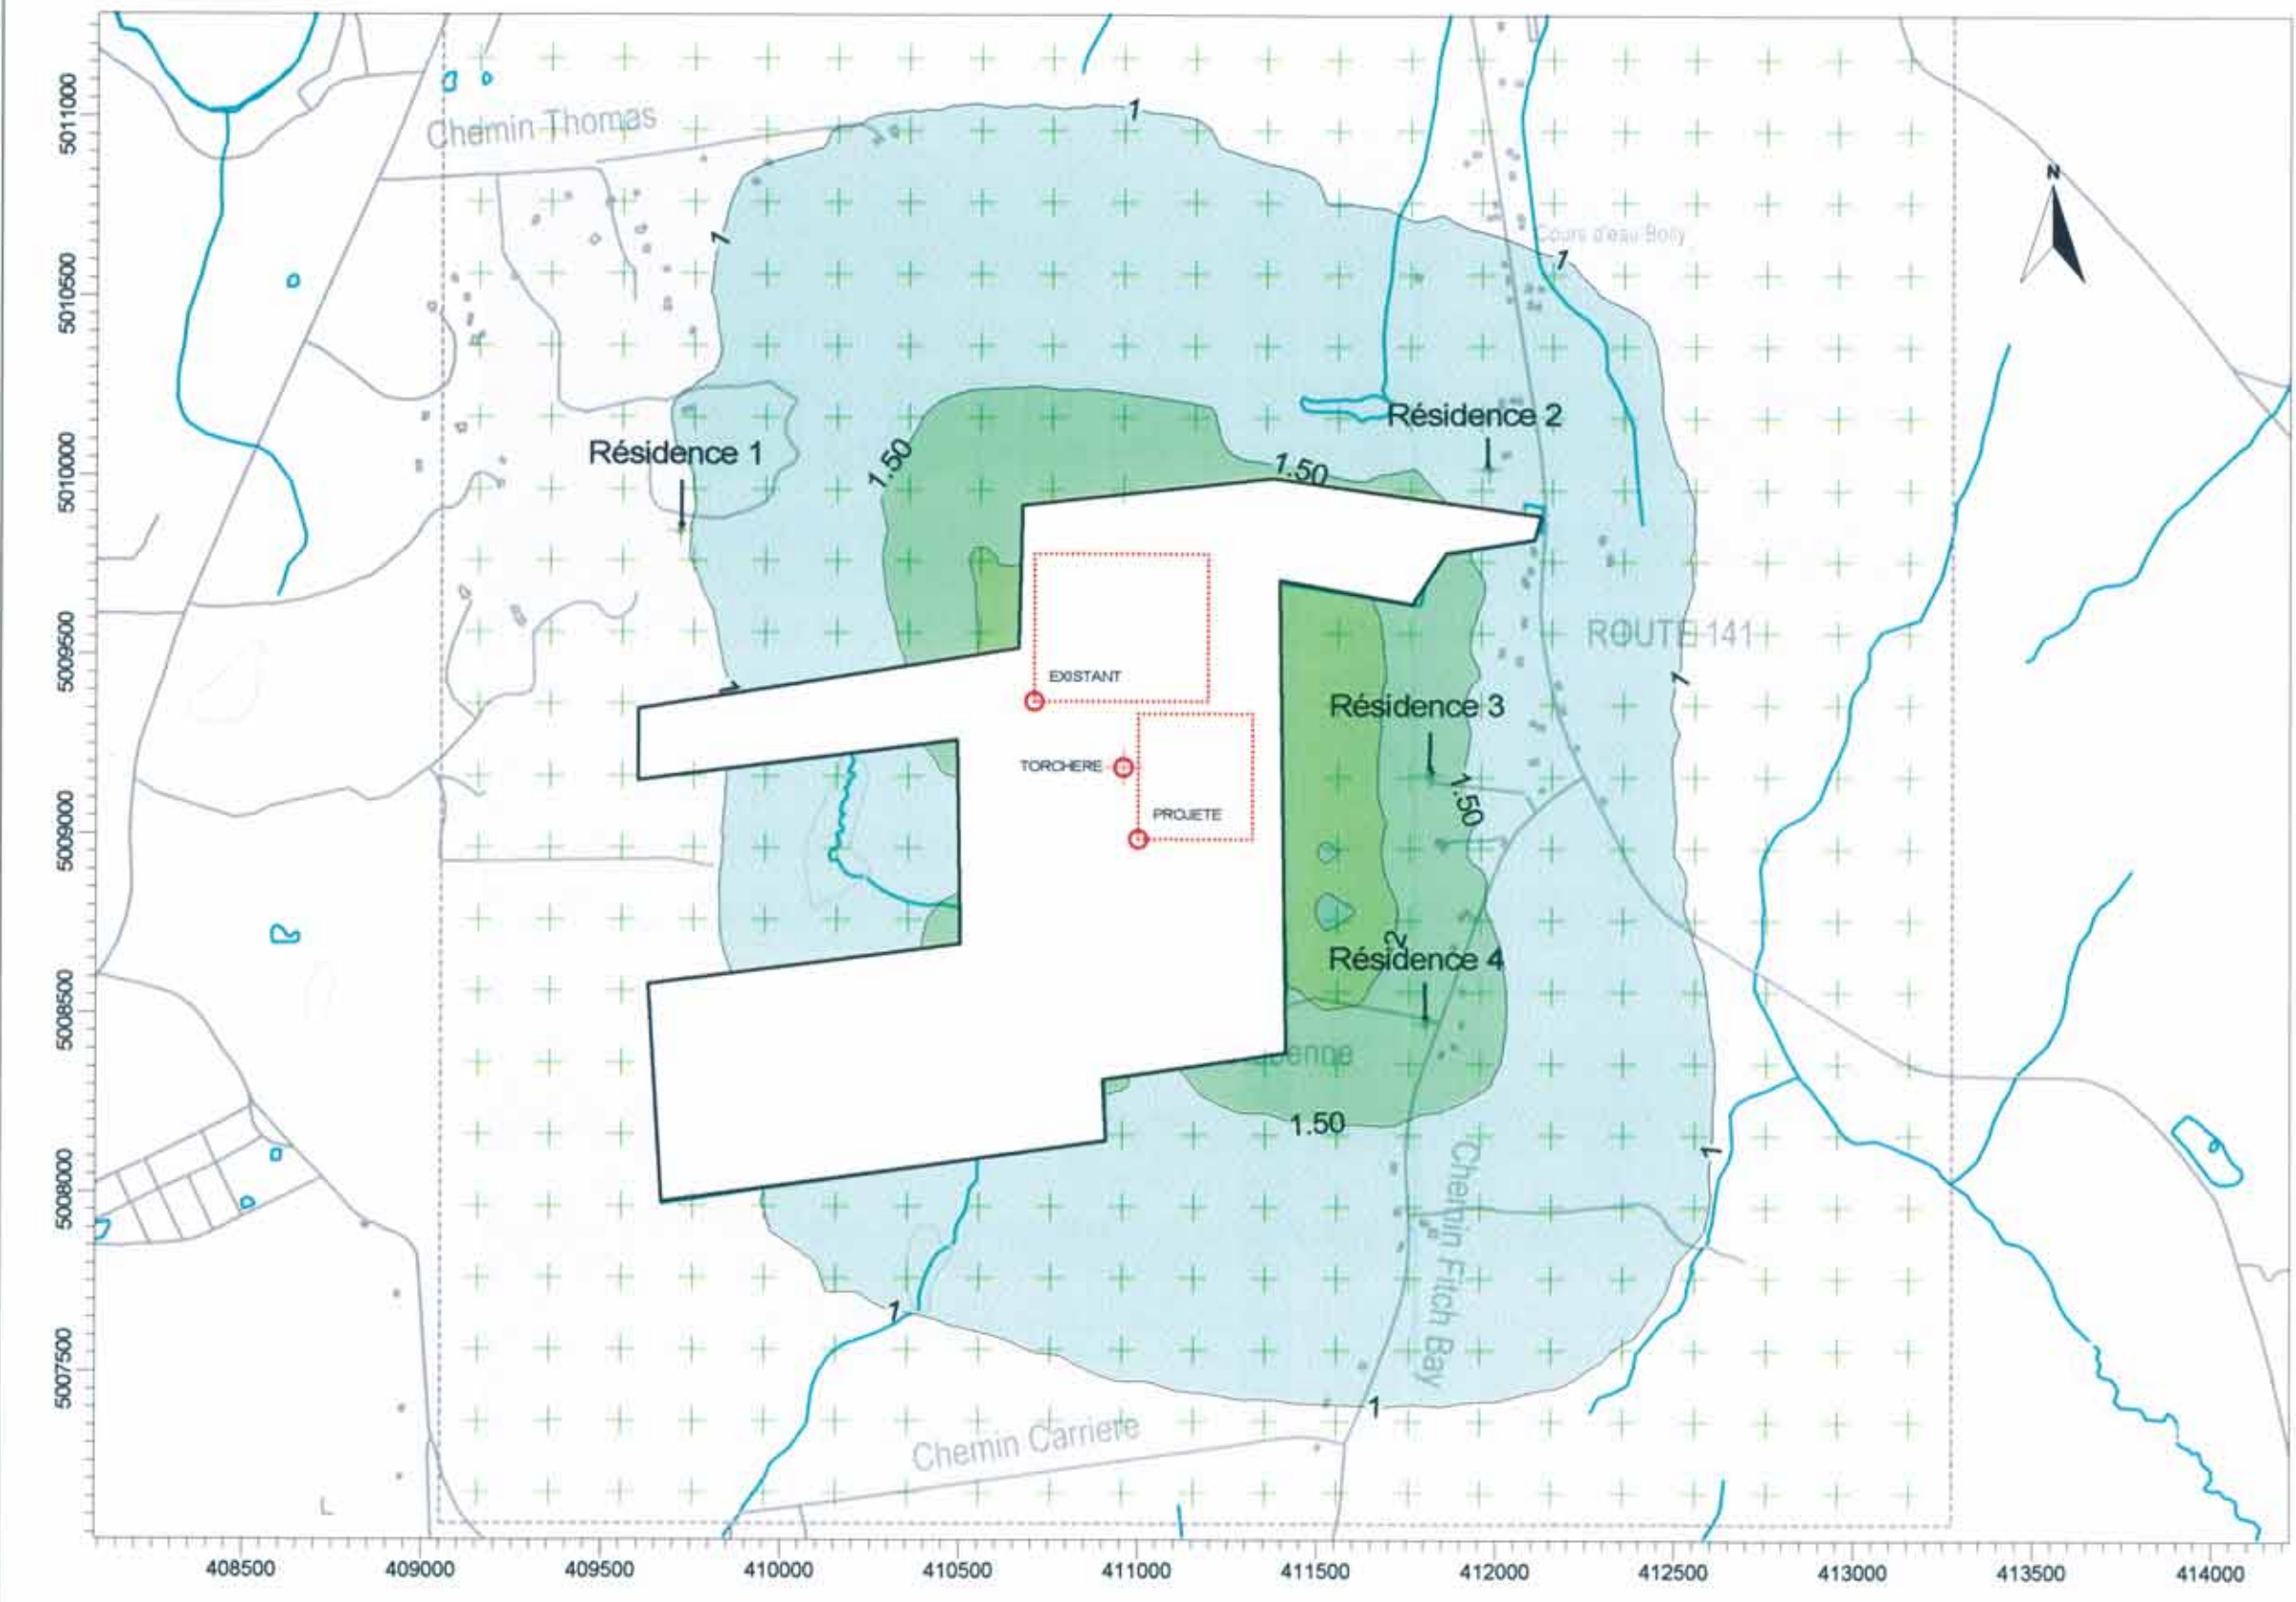 5011000
5010500
5010000
5009500
5009000
5008500
5008000
5007500
Chemin Thomas
1
1
N
Cours d'eau Boily
1
Résidence 2
Résidence 1
1.50
1.50
ROUTE 141
EXISTANT
1
1
Résidence 3
TORCHERE
1.50
PROJETE
2
Résidence 4
1.50
1
Chemin Fitch Bay
1
1
Chemin Carriere
L
408500 409000 409500 410000 410500 411000 411500 412000 412500 413000 413500 414000